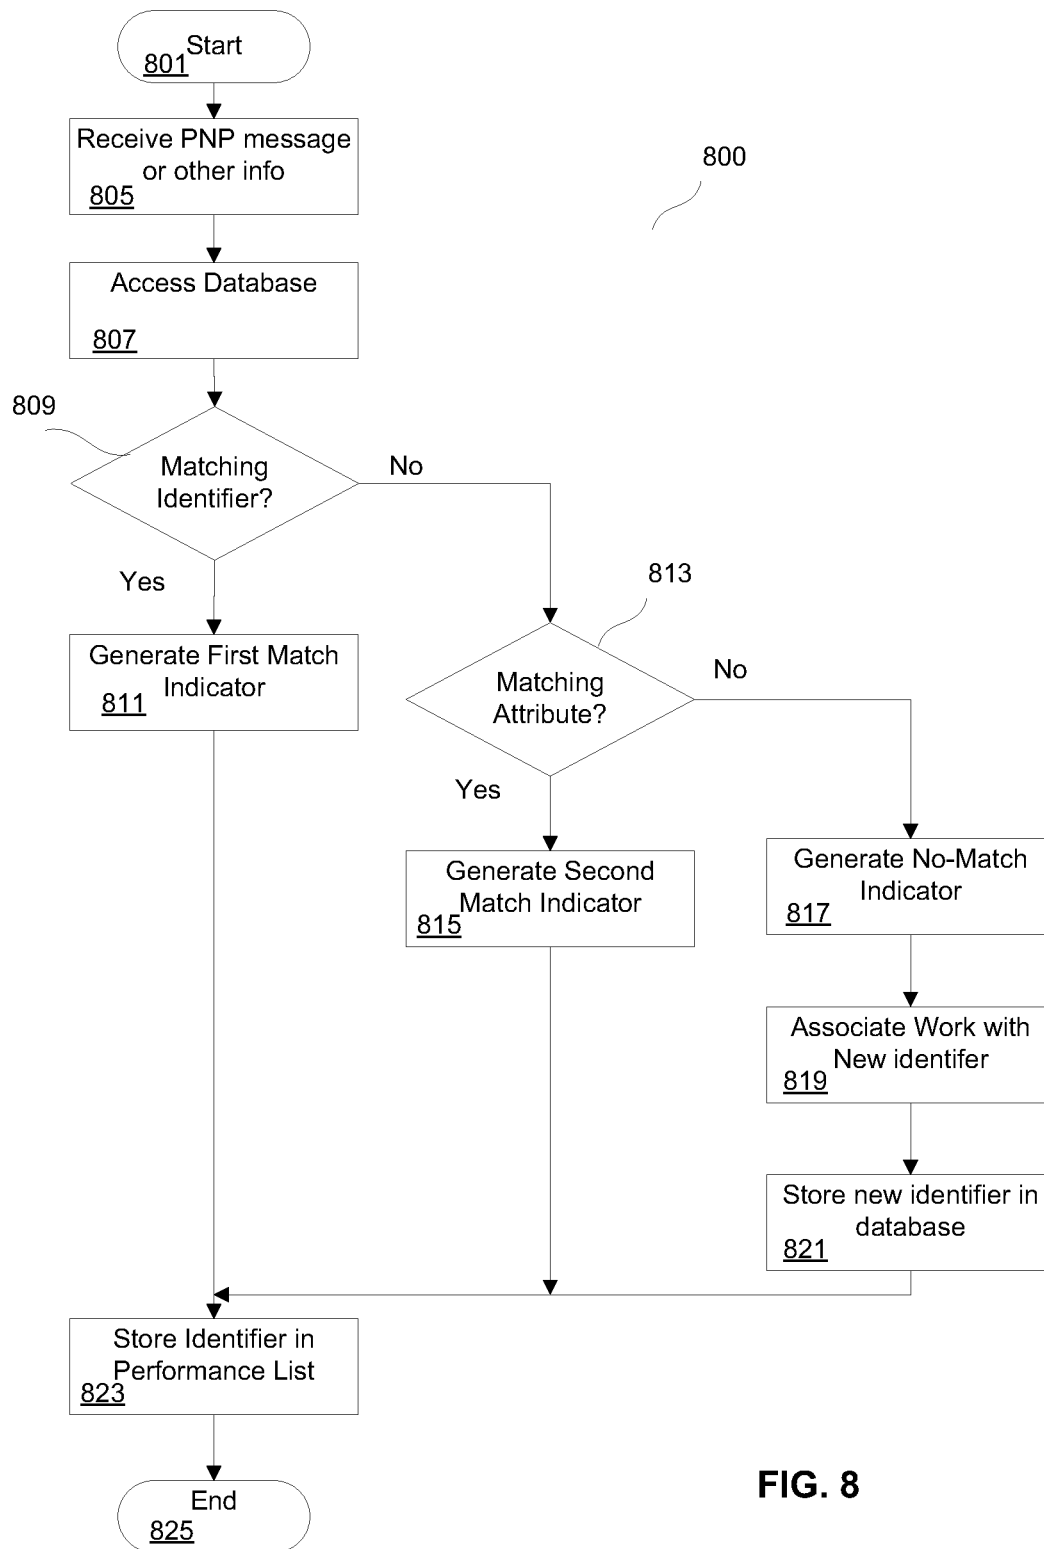 Start
801
Receive PNP message
or other info
805
800
Access Database
807
809
Matching
Identifier?
No
Yes
813
Generate First Match
Indicator
811
Matching
Attribute?
No
Yes
Generate Second
Match Indicator
815
Generate No-Match
Indicator
817
Associate Work with
New identifer
819
Store new identifier in
database
821
Store Identifier in
Performance List
823
End
825
FIG. 8